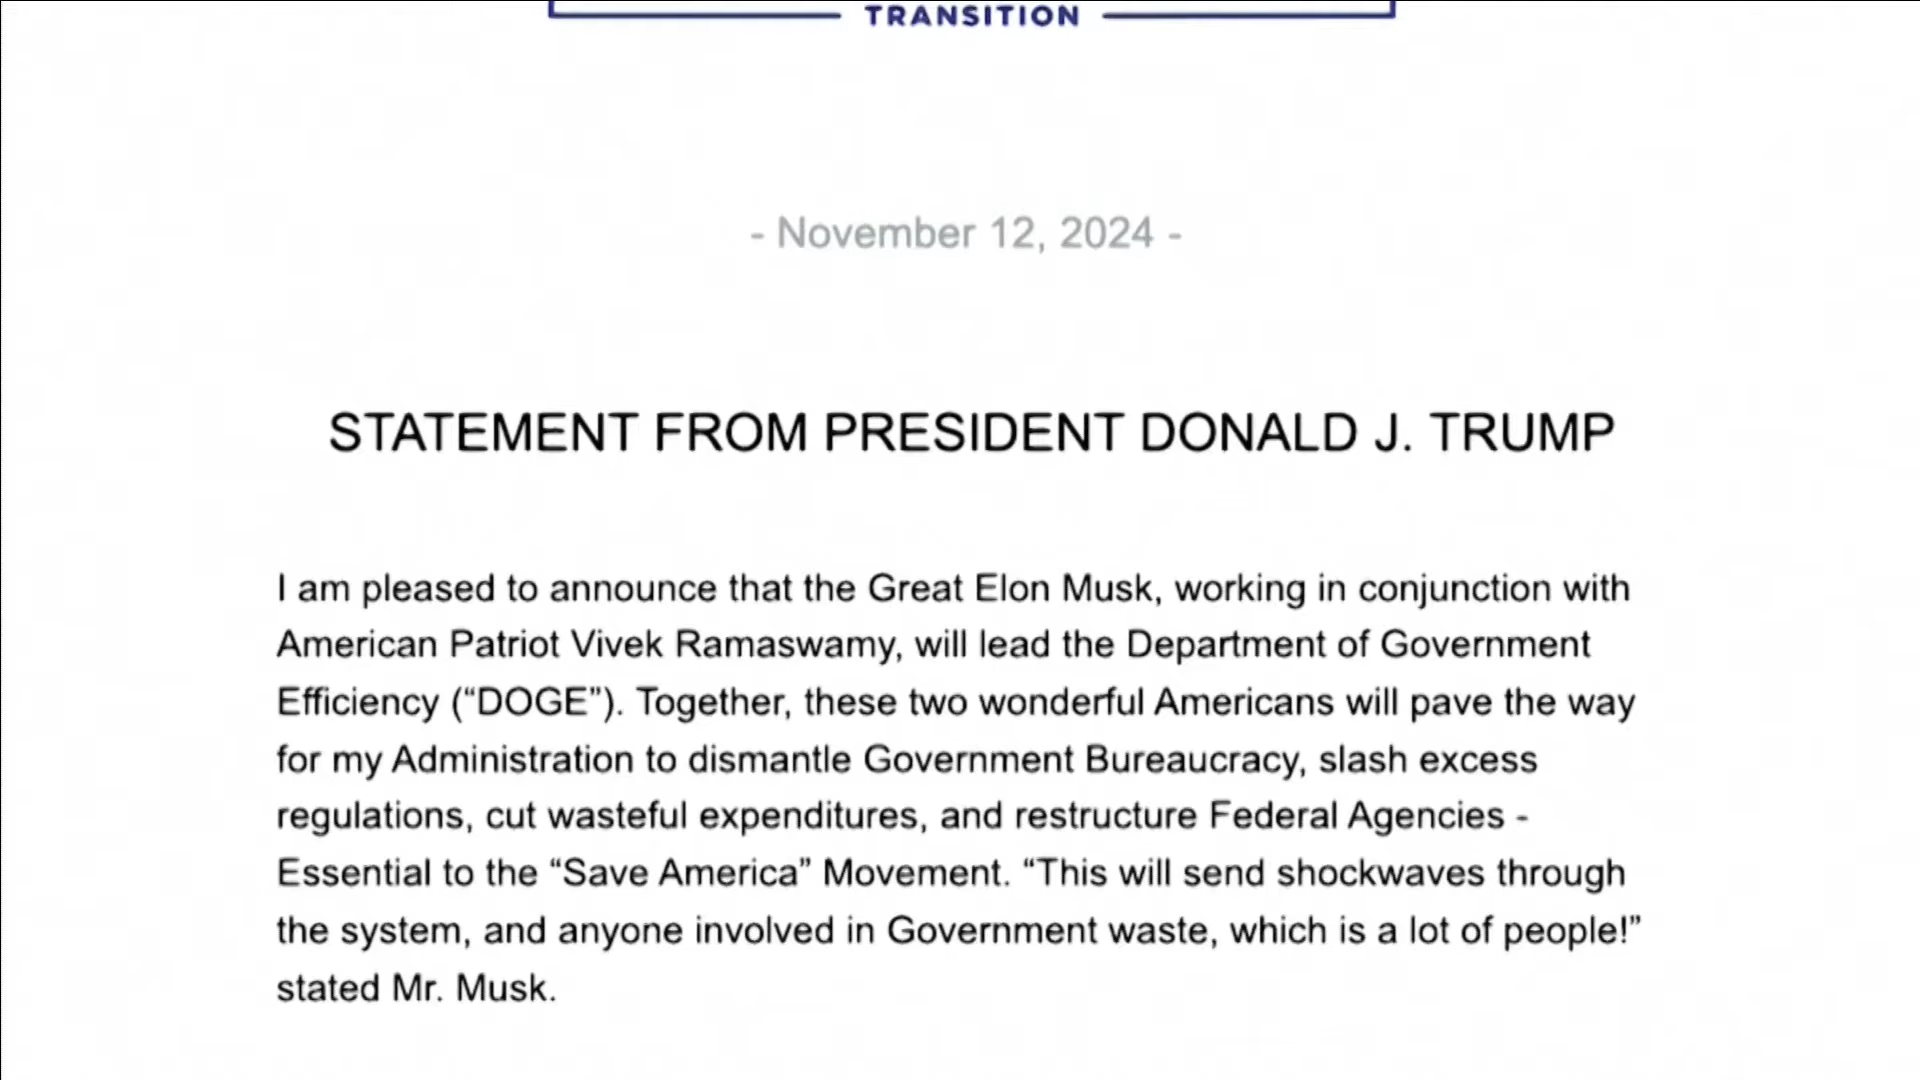 TRANSITION
- November 12, 2024 -
STATEMENT FROM PRESIDENT DONALD J. TRUMP
I am pleased to announce that the Great Elon Musk, working in conjunction with
American Patriot Vivek Ramaswamy, will lead the Department of Government
Efficiency (“DOGE”). Together, these two wonderful Americans will pave the way
for my Administration to dismantle Government Bureaucracy, slash excess
regulations, cut wasteful expenditures, and restructure Federal Agencies -
Essential to the “Save America” Movement. “This will send shockwaves through
the system, and anyone involved in Government waste, which is a lot of people!”
stated Mr. Musk.